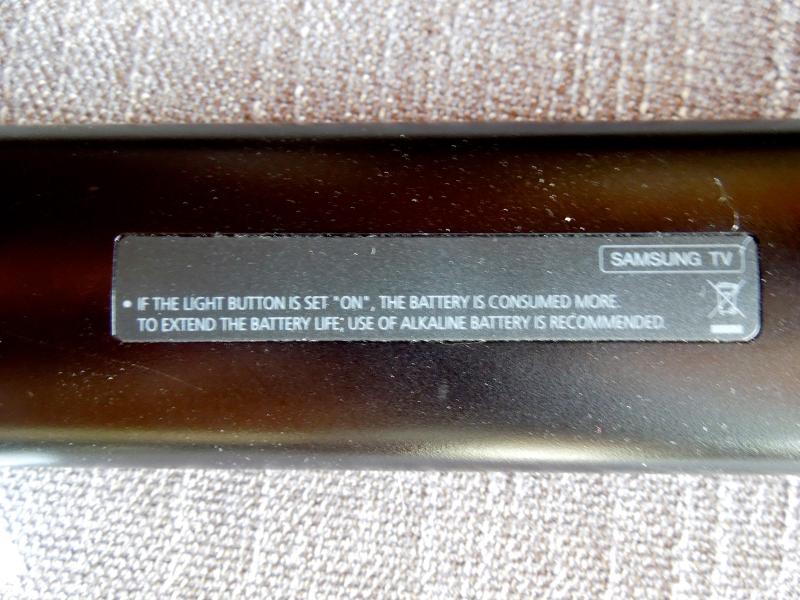 SAMSUNG TV
• IF THE LIGHT BUTTON IS SET "ON", THE BATTERY IS CONSUMED MORE.
TO EXTEND THE BATTERY LIFE, USE OF ALKALINE BATTERY IS RECOMMENDED.